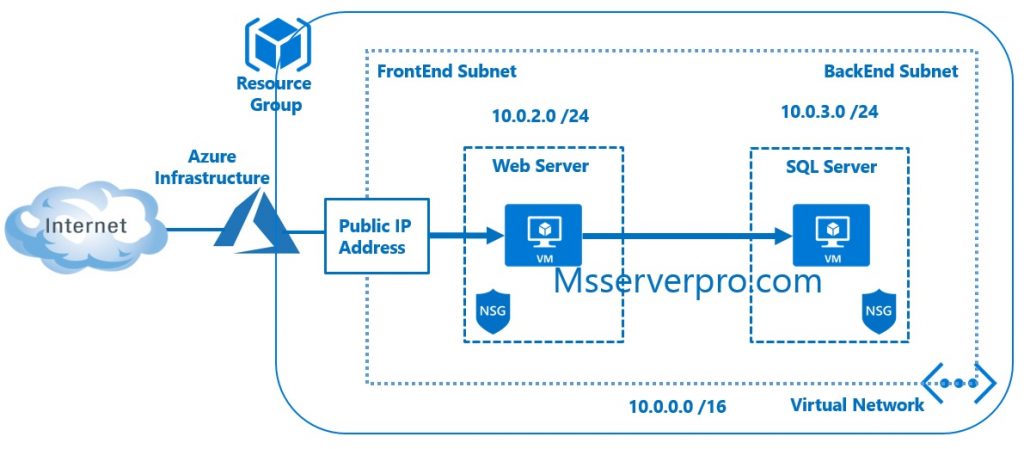 Resource
Group
FrontEnd Subnet
BackEnd Subnet
10.0.2.0 /24
10.0.3.0 /24
Azure
Infrastructure
Web Server
SQL Server
Internet
Public IP
Address
VM
VM
Msserverpro.com
NSG
NSG
10.0.0.0 /16
Virtual Network